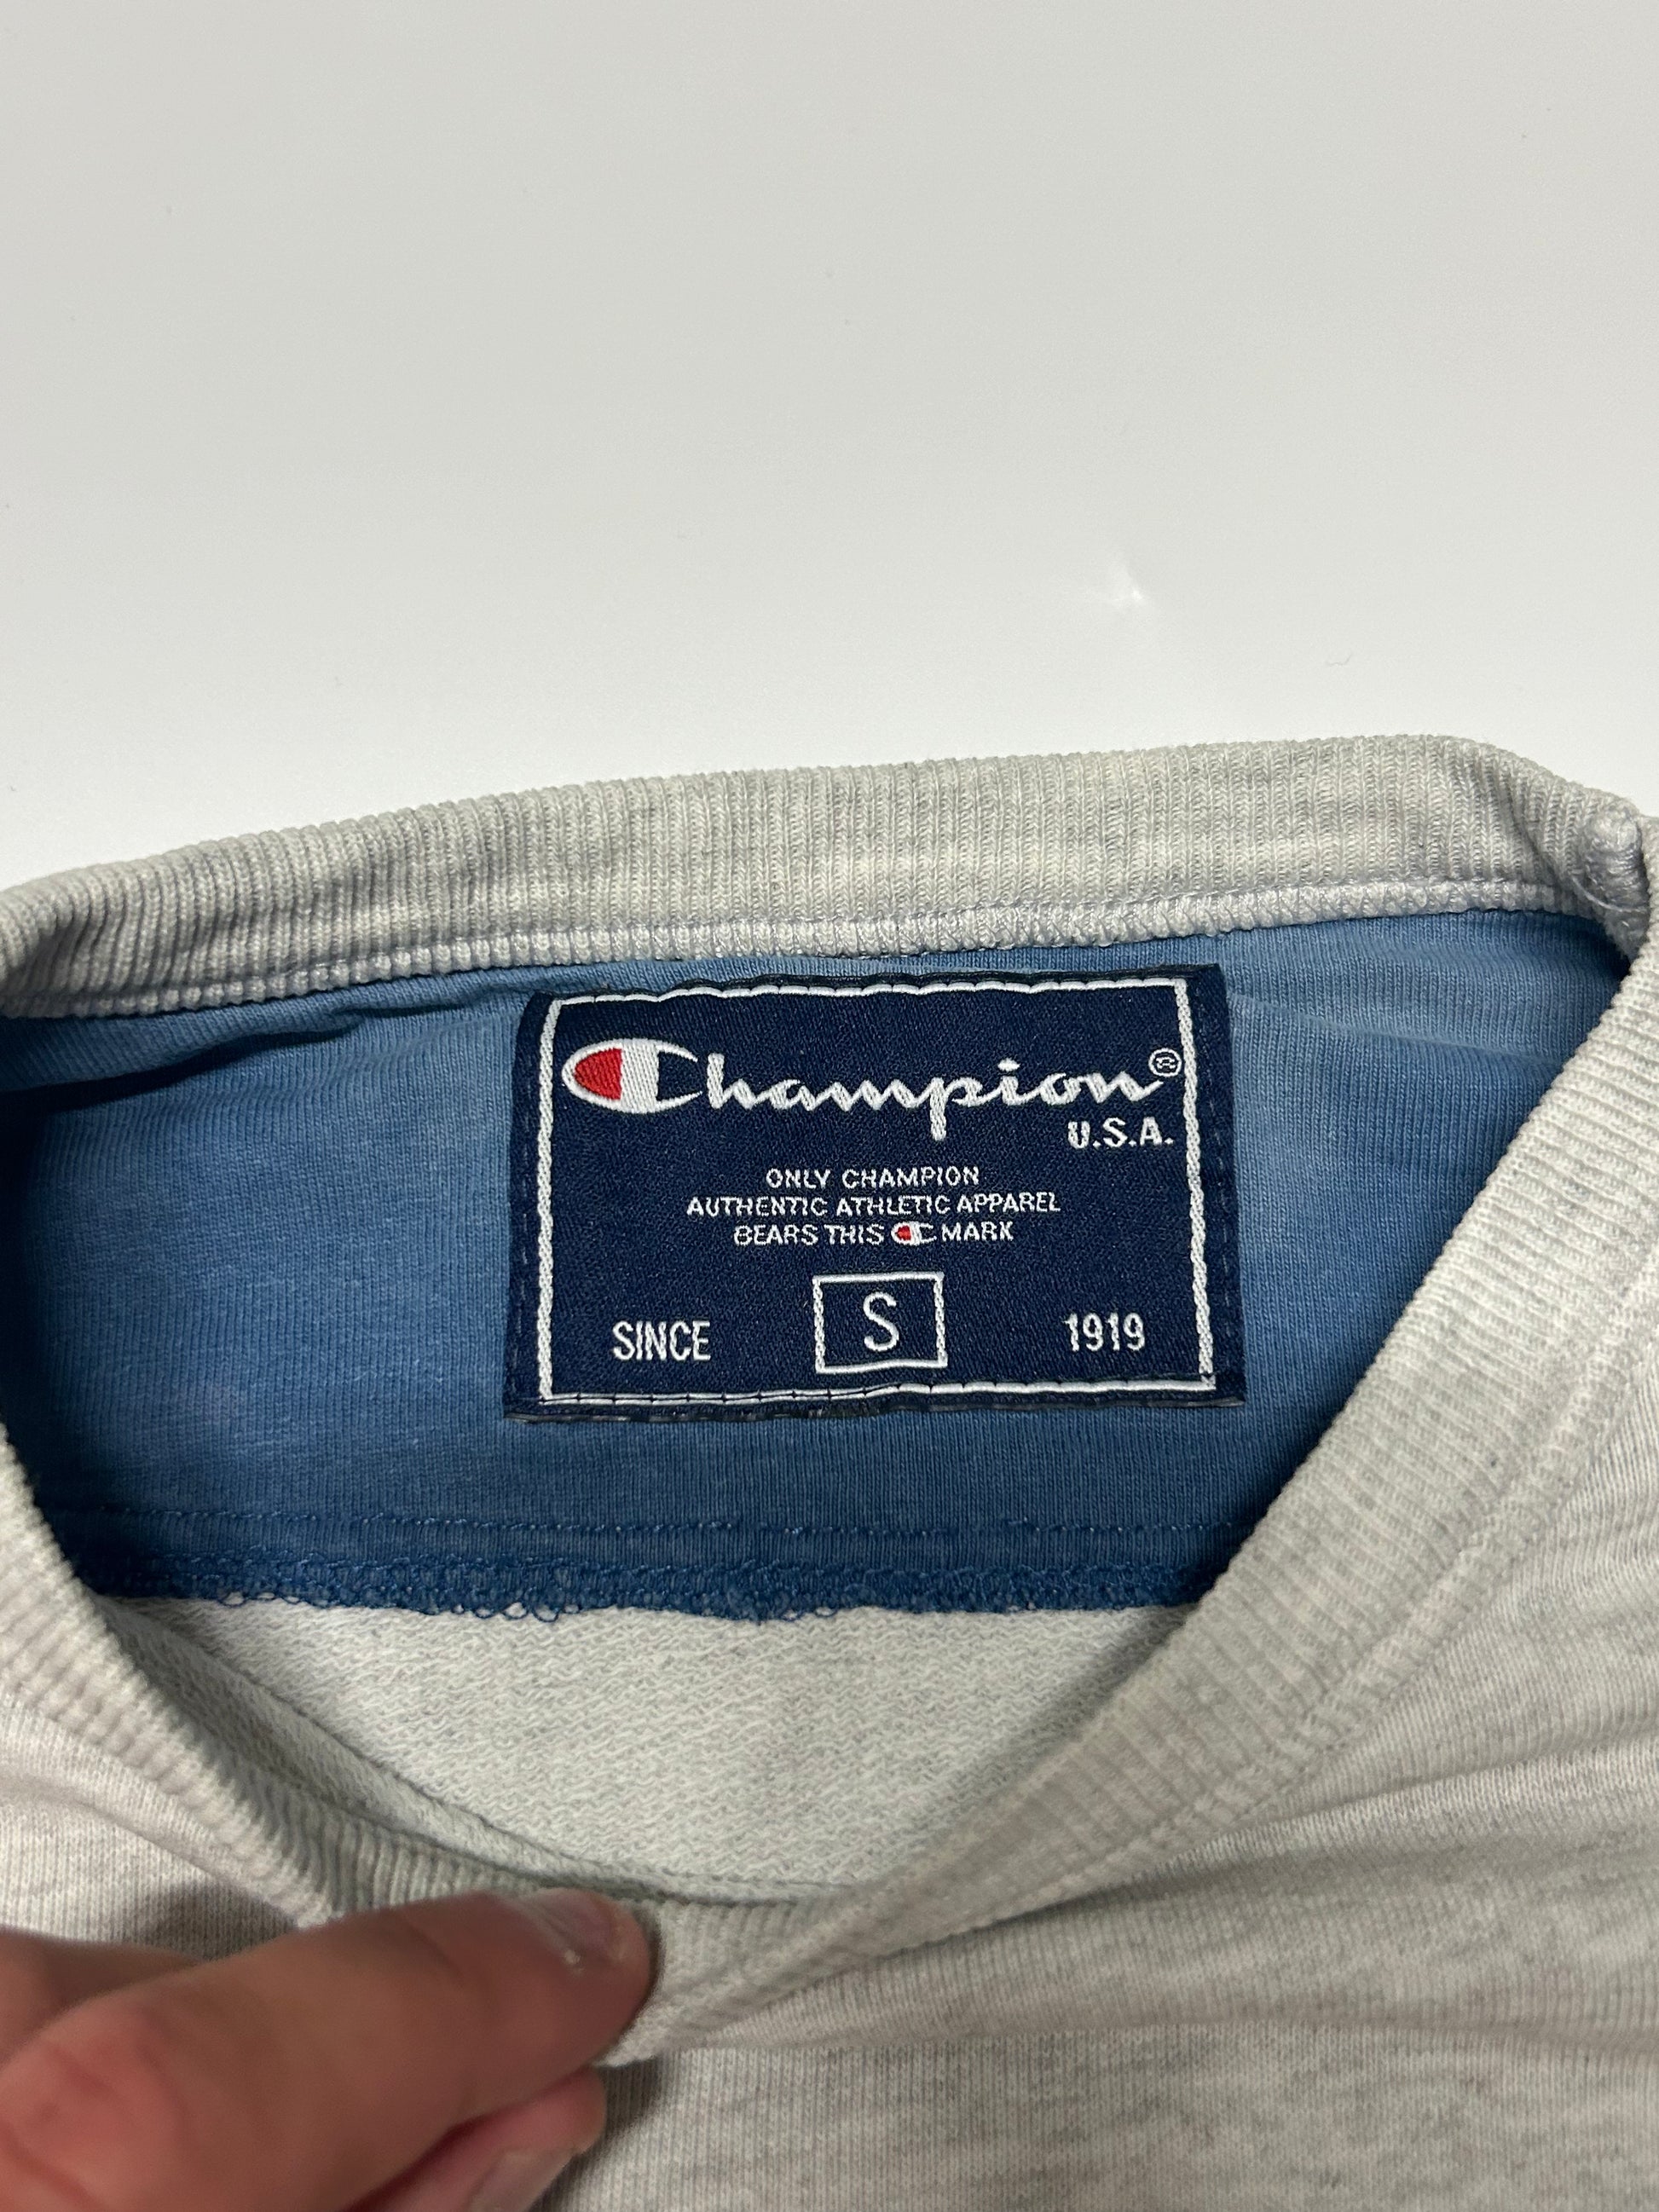 Champion®
U.S.A.
ONLY CHAMPION
AUTHENTIC ATHLETIC APPAREL
BEARS THIS C MARK
SINCE S 1919